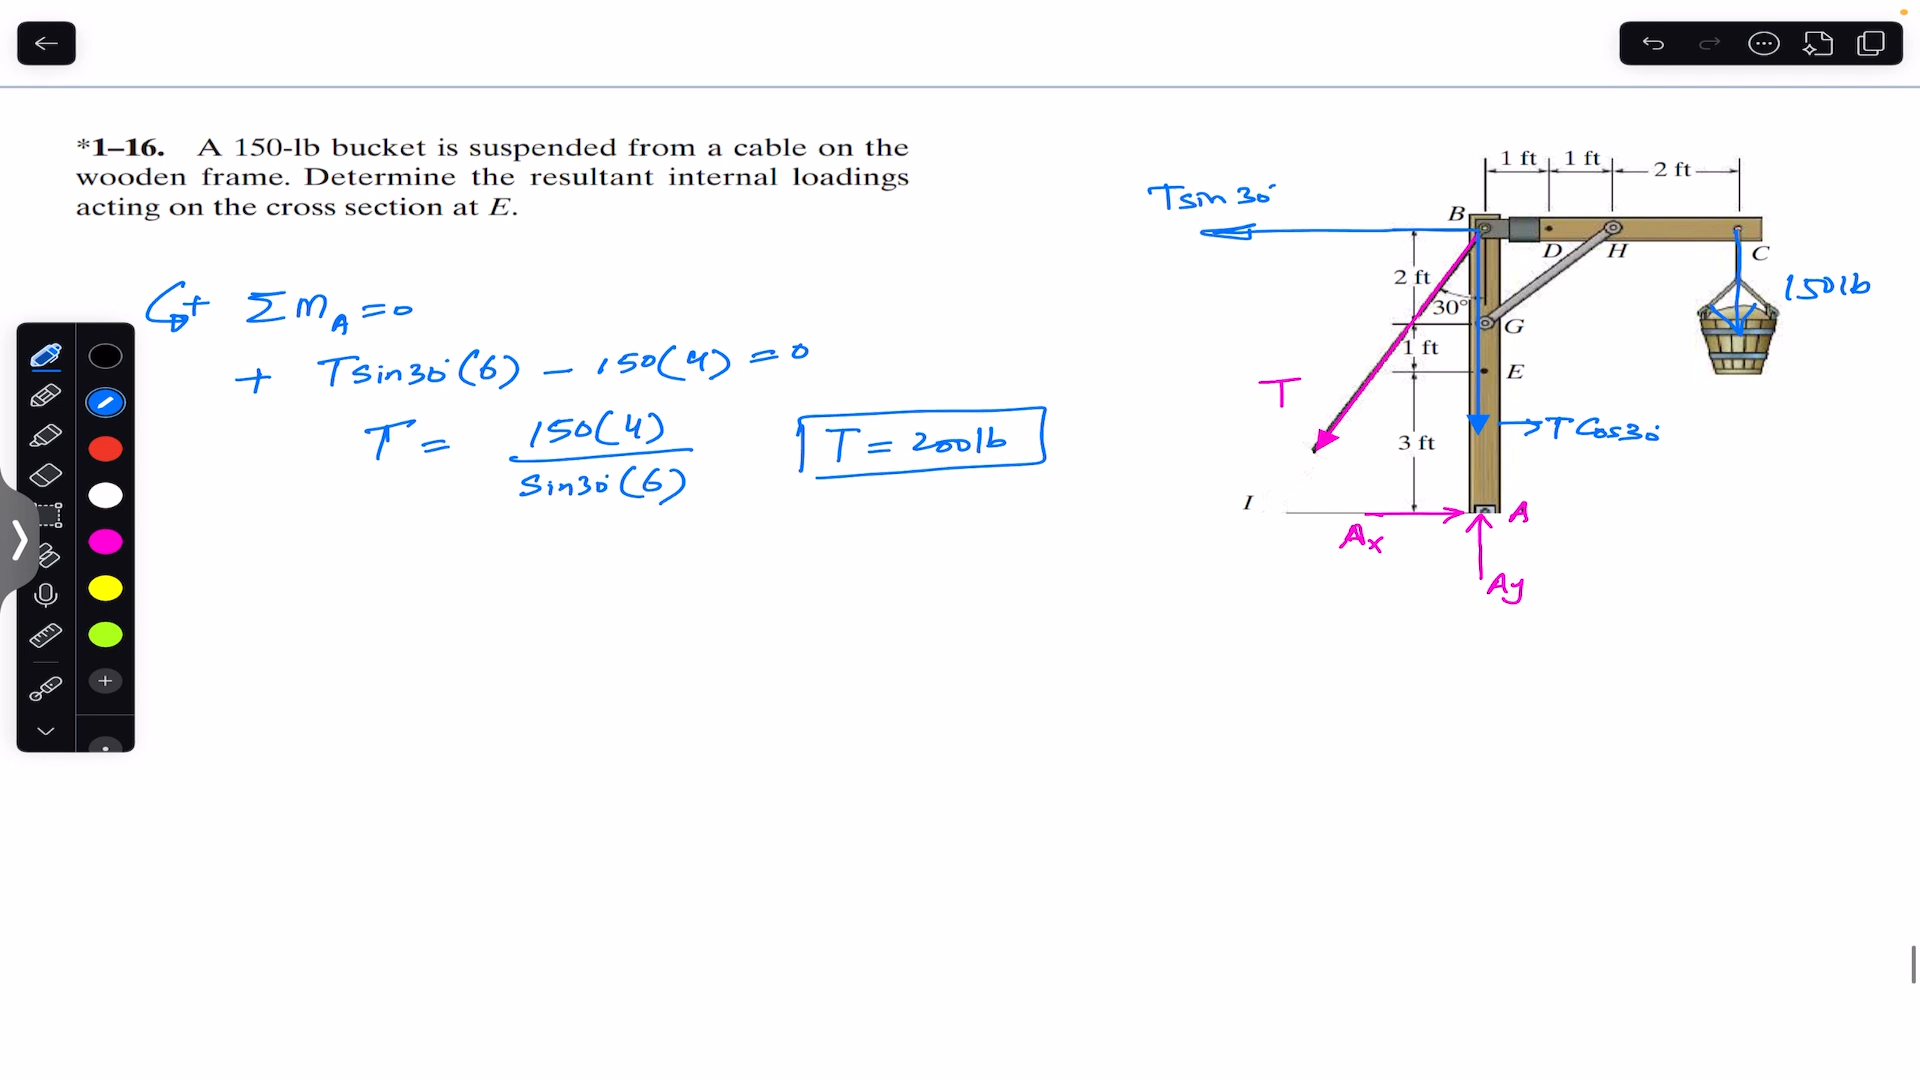 *1–16. A 150-lb bucket is suspended from a cable on the
wooden frame. Determine the resultant internal loadings
acting on the cross section at E.
+ ΣM_A = 0
+ Tsin30°(6) – 150(4) = 0
T = 150(4) / sin30°(6)
T = 200lb
1 ft 1 ft 2 ft
Tsin30°
B
D H C
2 ft
30°
150lb
G
1 ft
E
T
3 ft
TCos30°
I
A
Ax
Ay